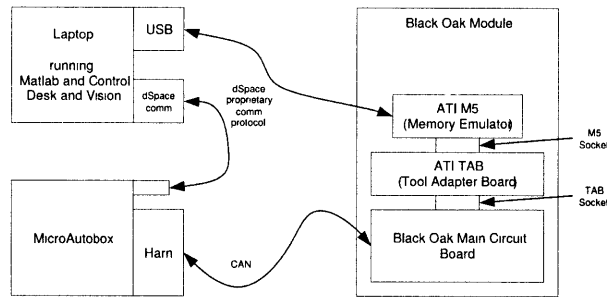 Laptop
running
Matlab and Control
Desk and Vision
USB
dSpace
comm
dSpace
proprietary
comm
protocol
MicroAutobox
Harn
CAN
Black Oak Module
ATI M5
(Memory Emulator)
M5
Socket
ATI TAB
(Tool Adapter Board)
TAB
Socket
Black Oak Main Circuit
Board